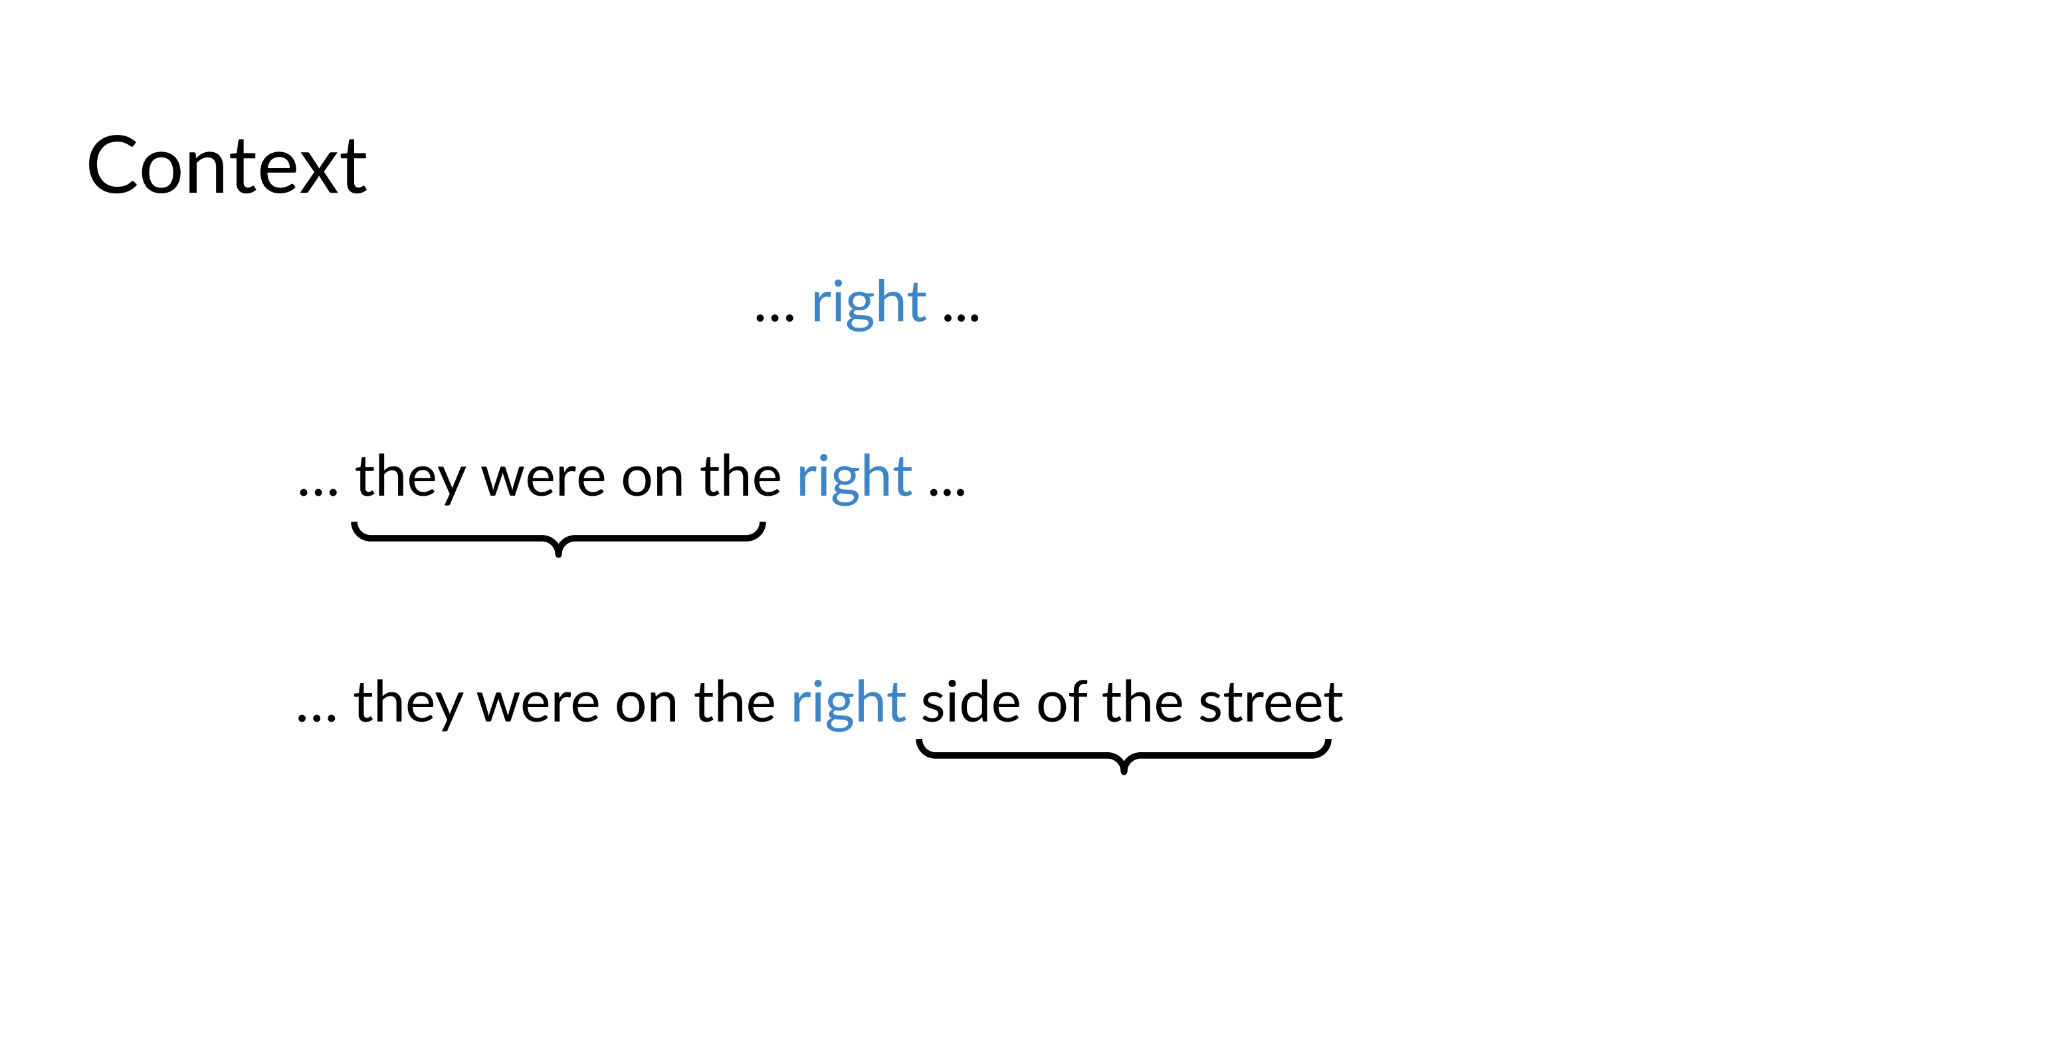 Context
... right ...
... they were on the right ...
... they were on the right side of the street